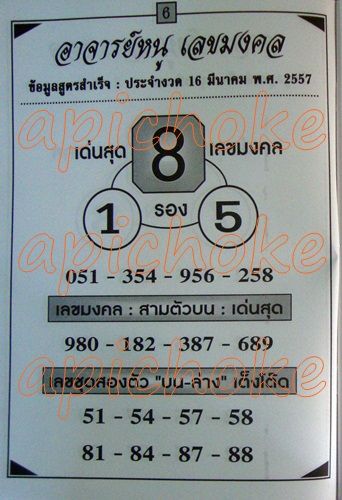 6
อาจารย์หนู เลขมงคล
ข้อมูลสูตรสำเร็จ : ประจำงวด 16 มีนาคม พ.ศ. 2557
apichoke
เด่นสุด 8 เลขมงคล
1 รอง 5
apichoke
051 - 354 - 956 - 258
เลขมงคล : สามตัวบน : เด่นสุด
apichoke
980 - 182 - 387 - 689
เลขชุดสองตัว "บน-ล่าง" เต็งโต๊ด
apichoke
51 - 54 - 57 - 58
81 - 84 - 87 - 88